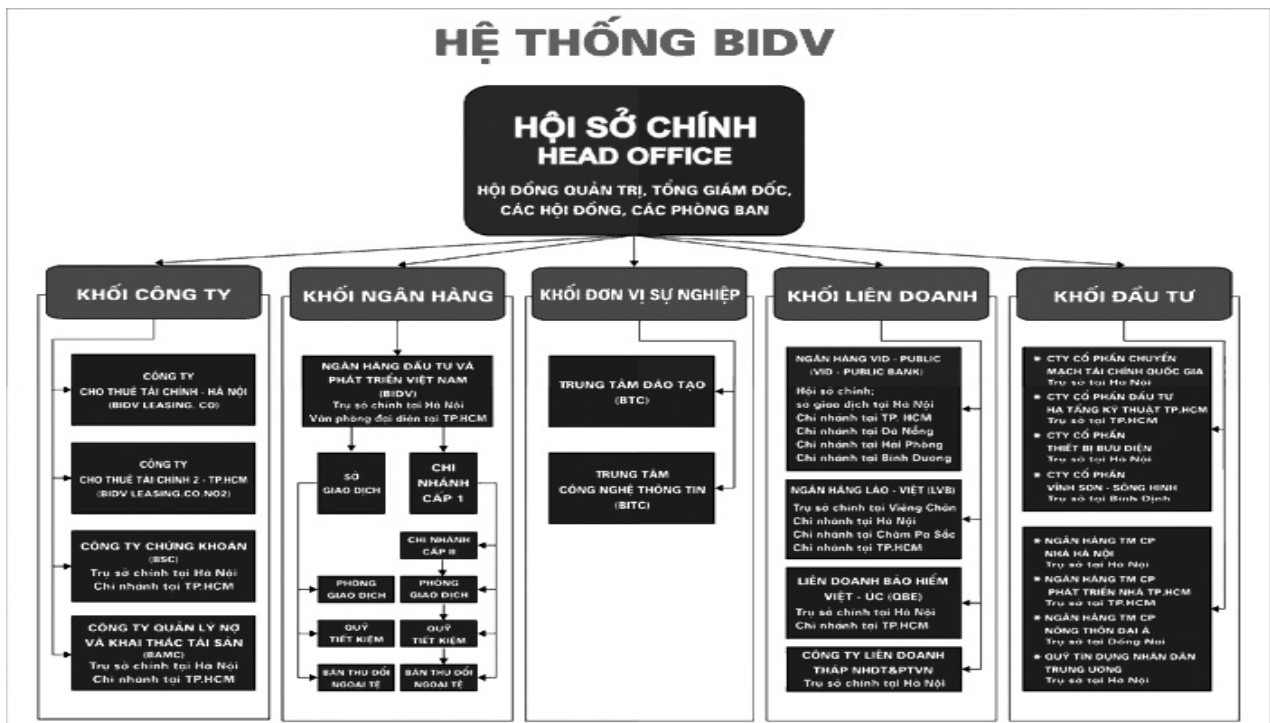 HỆ THỐNG BIDV
HỘI SỞ CHÍNH
HEAD OFFICE
HỘI ĐỒNG QUẢN TRỊ, TỔNG GIÁM ĐỐC,
CÁC HỘI ĐỒNG, CÁC PHÒNG BAN
KHỐI CÔNG TY
CÔNG TY
CHO THUÊ TÀI CHÍNH - HÀ NỘI
(BIDV LEASING. CO)
CÔNG TY
CHO THUÊ TÀI CHÍNH 2 - TP.HCM
(BIDV LEASING.CO.NO2)
CÔNG TY CHỨNG KHOÁN
(BSC)
Trụ sở chính tại Hà Nội
Chi nhánh tại TP.HCM
CÔNG TY QUẢN LÝ NỢ
VÀ KHAI THÁC TÀI SẢN
(BAMC)
Trụ sở chính tại Hà Nội
Chi nhánh tại TP.HCM
KHỐI NGÂN HÀNG
NGÂN HÀNG ĐẦU TƯ VÀ
PHÁT TRIỂN VIỆT NAM
(BIDV)
Trụ sở chính tại Hà Nội
Văn phòng đại diện tại TP.HCM
SỞ
GIAO DỊCH
CHI
NHÁNH
CẤP 1
CHI NHÁNH
CẤP II
PHÒNG
GIAO DỊCH
PHÒNG
GIAO DỊCH
QUỸ
TIẾT KIỆM
QUỸ
TIẾT KIỆM
BÀN THU ĐỔI
NGOẠI TỆ
BÀN THU ĐỔI
NGOẠI TỆ
KHỐI ĐƠN VỊ SỰ NGHIỆP
TRUNG TÂM ĐÀO TẠO
(BTC)
TRUNG TÂM
CÔNG NGHỆ THÔNG TIN
(BITC)
KHỐI LIÊN DOANH
NGÂN HÀNG VID - PUBLIC
(VID - PUBLIC BANK)
Hội sở chính;
sở giao dịch tại Hà Nội
Chi nhánh tại TP. HCM
Chi nhánh tại Đà Nẵng
Chi nhánh tại Hải Phòng
Chi nhánh tại Bình Dương
NGÂN HÀNG LÀO - VIỆT (LVB)
Trụ sở chính tại Viêng Chăn
Chi nhánh tại Hà Nội
Chi nhánh tại Chăm Pa Sắc
Chi nhánh tại TP.HCM
LIÊN DOANH BẢO HIỂM
VIỆT - ÚC (QBE)
Trụ sở chính tại Hà Nội
Chi nhánh tại TP.HCM
CÔNG TY LIÊN DOANH
THÁP NHĐT&PTVN
Trụ sở chính tại Hà Nội
KHỐI ĐẦU TƯ
* CTY CỔ PHẦN CHUYỂN
MẠCH TÀI CHÍNH QUỐC GIA
Trụ sở tại Hà Nội
* CTY CỔ PHẦN ĐẦU TƯ
HẠ TẦNG KỸ THUẬT TP.HCM
Trụ sở tại TP.HCM
* CTY CỔ PHẦN
THIẾT BỊ BƯU ĐIỆN
Trụ sở tại Hà Nội
* CTY CỔ PHẦN
VĨNH SƠN - SÔNG HINH
Trụ sở tại Bình Định
* NGÂN HÀNG TM CP
NHÀ HÀ NỘI
Trụ sở tại Hà Nội
* NGÂN HÀNG TM CP
PHÁT TRIỂN NHÀ TP.HCM
Trụ sở tại TP.HCM
* NGÂN HÀNG TM CP
NÔNG THÔN ĐẠI Á
Trụ sở tại Đồng Nai
* QUỸ TÍN DỤNG NHÂN DÂN
TRUNG ƯƠNG
Trụ sở tại Hà Nội